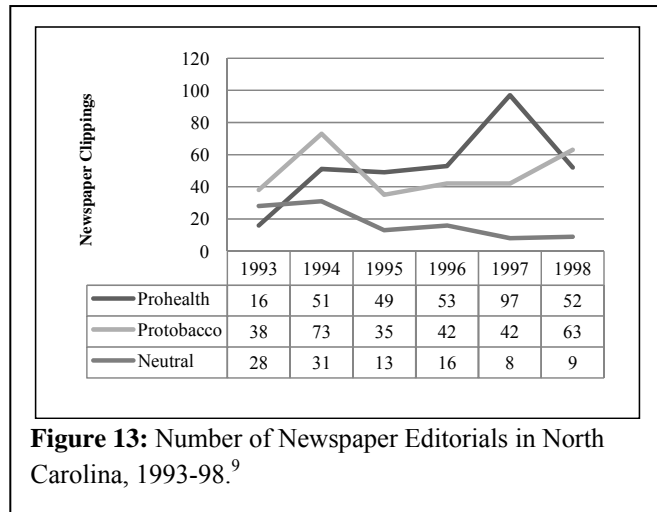 120
100
80
60
40
20
0
Newspaper Clippings
1993 1994 1995 1996 1997 1998
Prohealth 16 51 49 53 97 52
Protobacco 38 73 35 42 42 63
Neutral 28 31 13 16 8 9
Figure 13: Number of Newspaper Editorials in North
Carolina, 1993-98.9